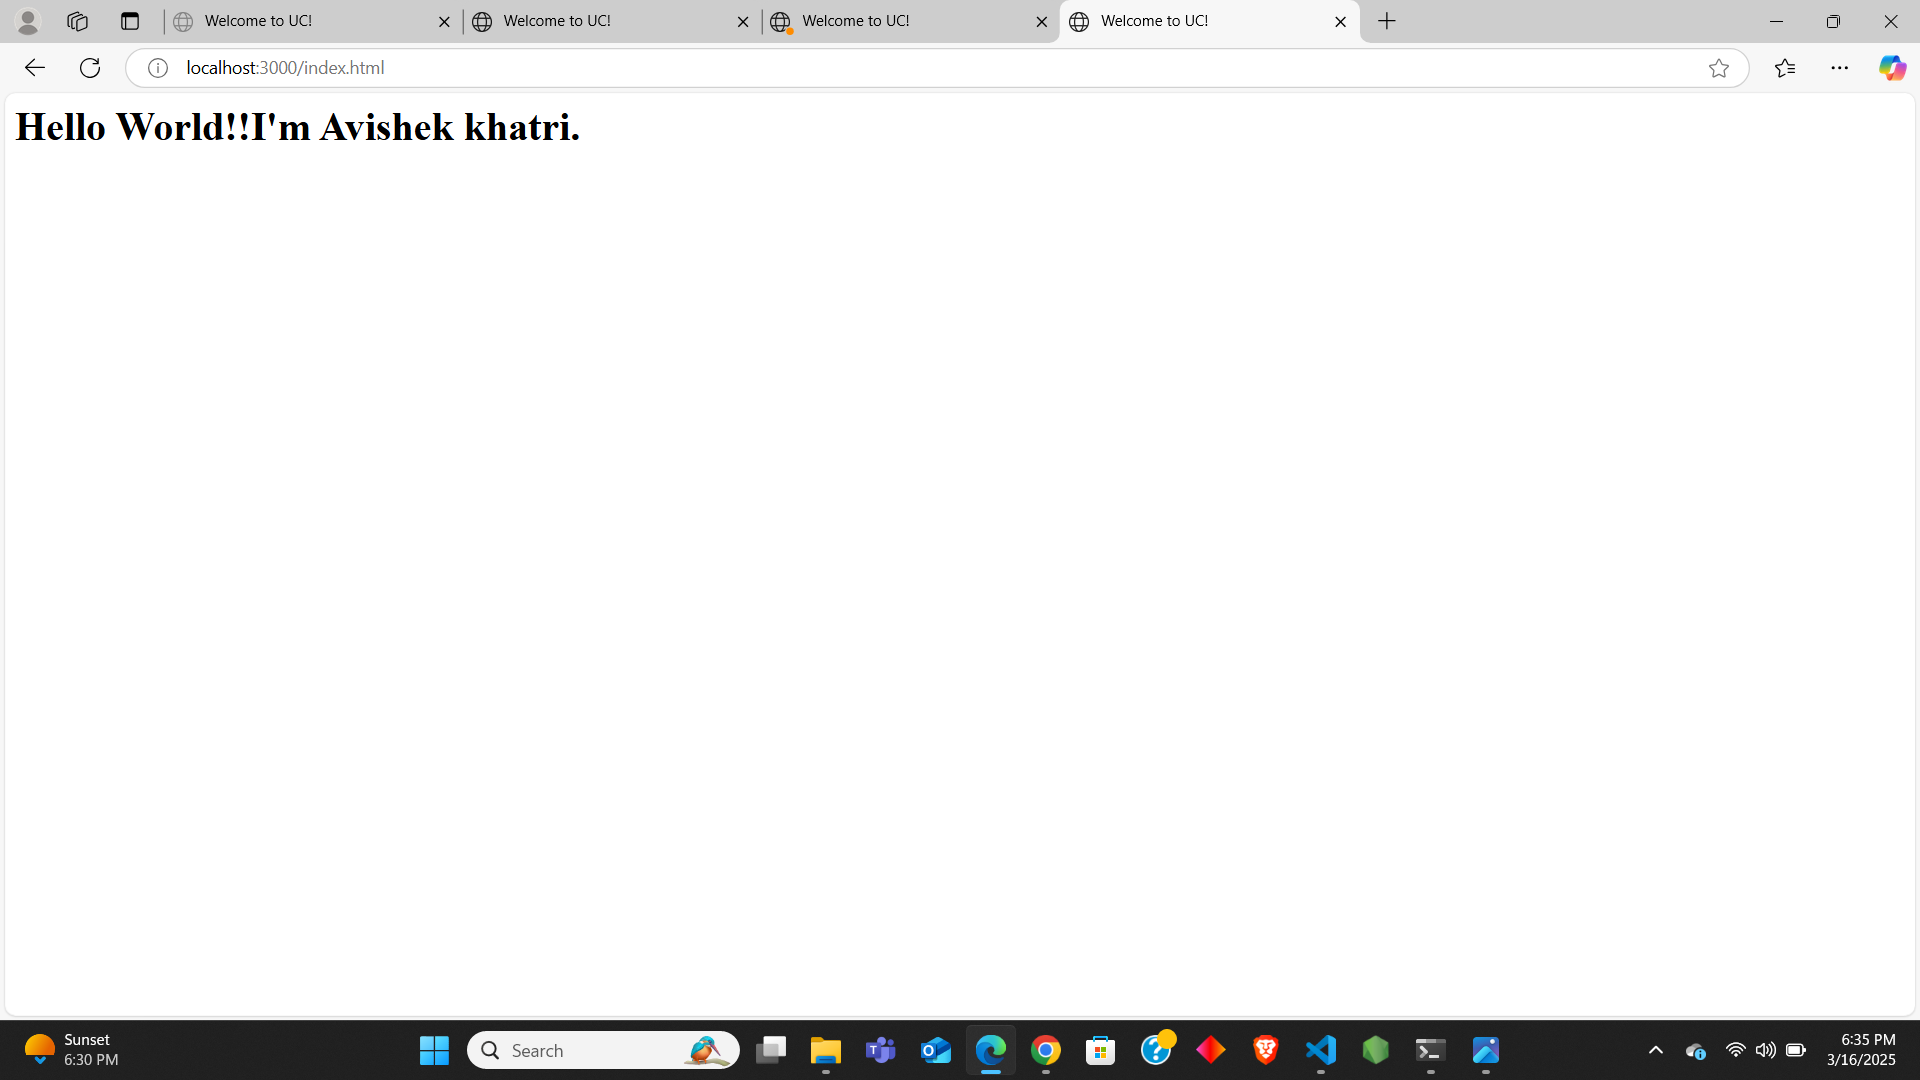 Welcome to UC!
Welcome to UC!
Welcome to UC!
Welcome to UC!
localhost:3000/index.html
Hello World!!I'm Avishek khatri.
Sunset
6:30 PM
Search
6:35 PM
3/16/2025